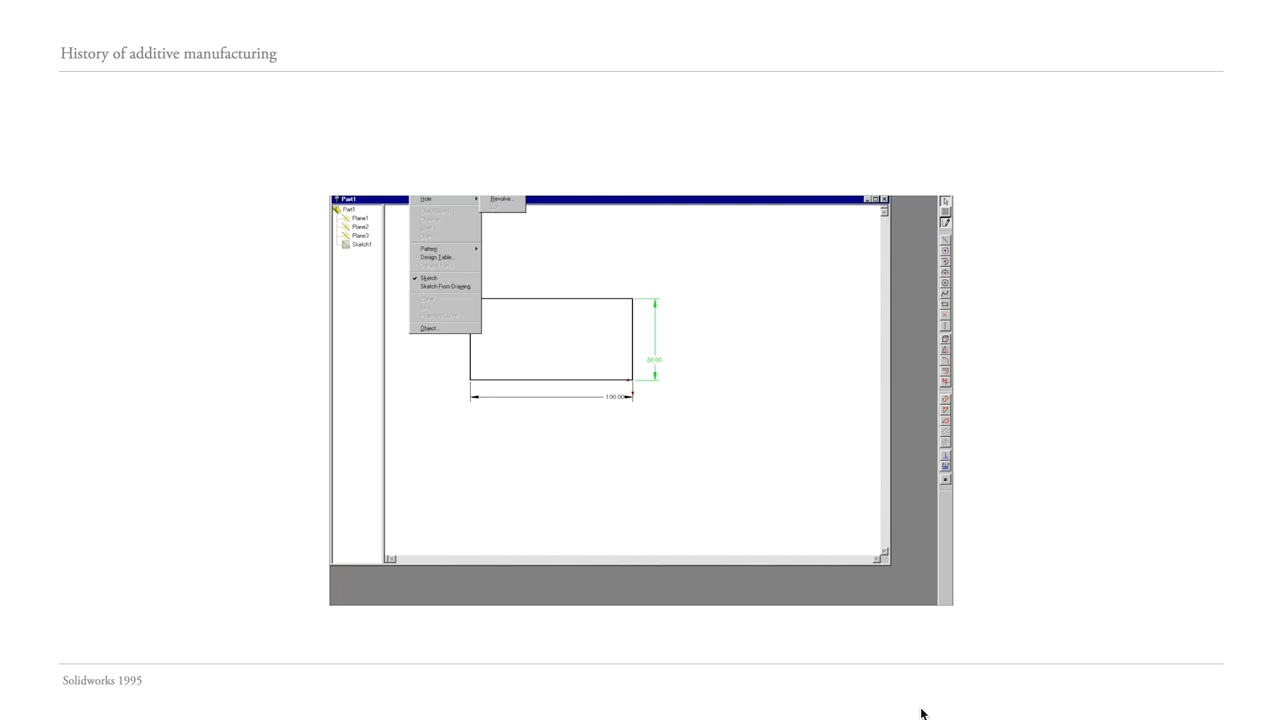 History of additive manufacturing
Part1
Hole
Revolve...
Part1
Plane1
Plane2
Plane3
Sketch1
Pattern
Design Table...
Sketch
Sketch From Drawing
Object...
100.00
Solidworks 1995